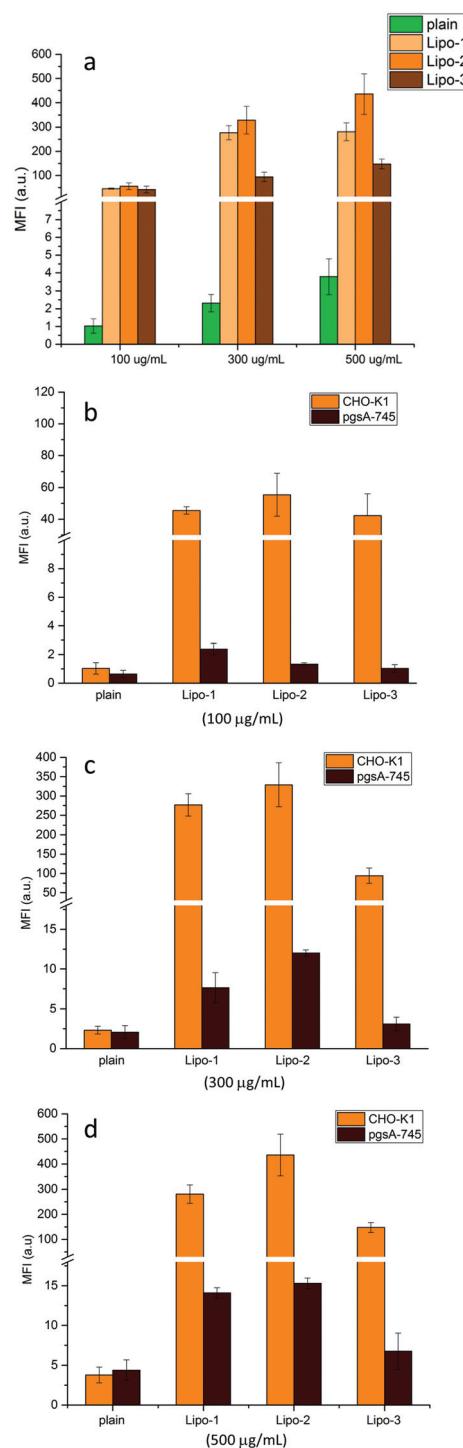 plain
Lipo-1
Lipo-2
Lipo-3
a
600
500
400
300
200
100
7
6
5
4
3
2
1
0
MFI (a.u.)
100 ug/mL 300 ug/mL 500 ug/mL
b
CHO-K1
pgsA-745
120
100
80
60
40
8
6
4
2
0
MFI (a.u.)
plain Lipo-1 Lipo-2 Lipo-3
(100 µg/mL)
c
CHO-K1
pgsA-745
400
350
300
250
200
150
100
50
15
10
5
0
MFI (a.u.)
plain Lipo-1 Lipo-2 Lipo-3
(300 µg/mL)
d
CHO-K1
pgsA-745
600
500
400
300
200
100
15
10
5
0
MFI (a.u)
plain Lipo-1 Lipo-2 Lipo-3
(500 µg/mL)